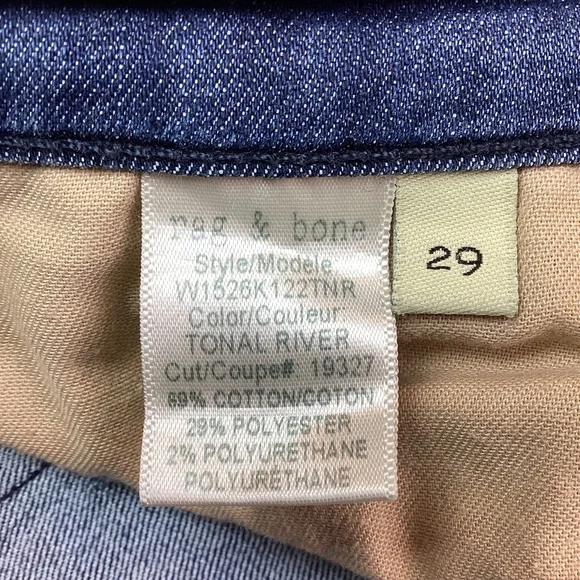 rag & bone
Style/Modele
W1526K122TNR
Color/Couleur
TONAL RIVER
Cut/Coupe# 19327
69% COTTON/COTON
29% POLYESTER
2% POLYURETHANE
POLYURÉTHANE
29